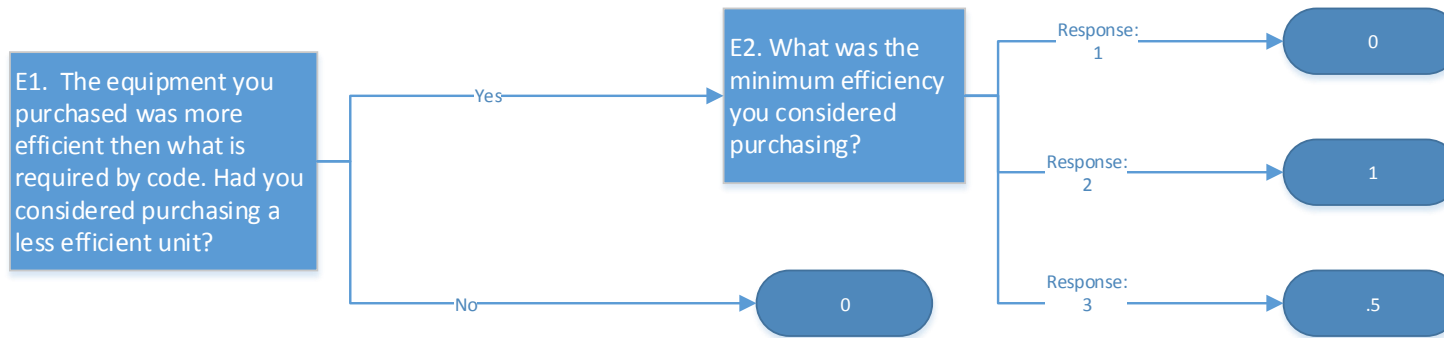 E1.  The equipment you
purchased was more
efficient then what is
required by code. Had you
considered purchasing a
less efficient unit?
Yes
No
0
E2. What was the
minimum efficiency
you considered
purchasing?
Response:
1
0
Response:
2
1
Response:
3
.5